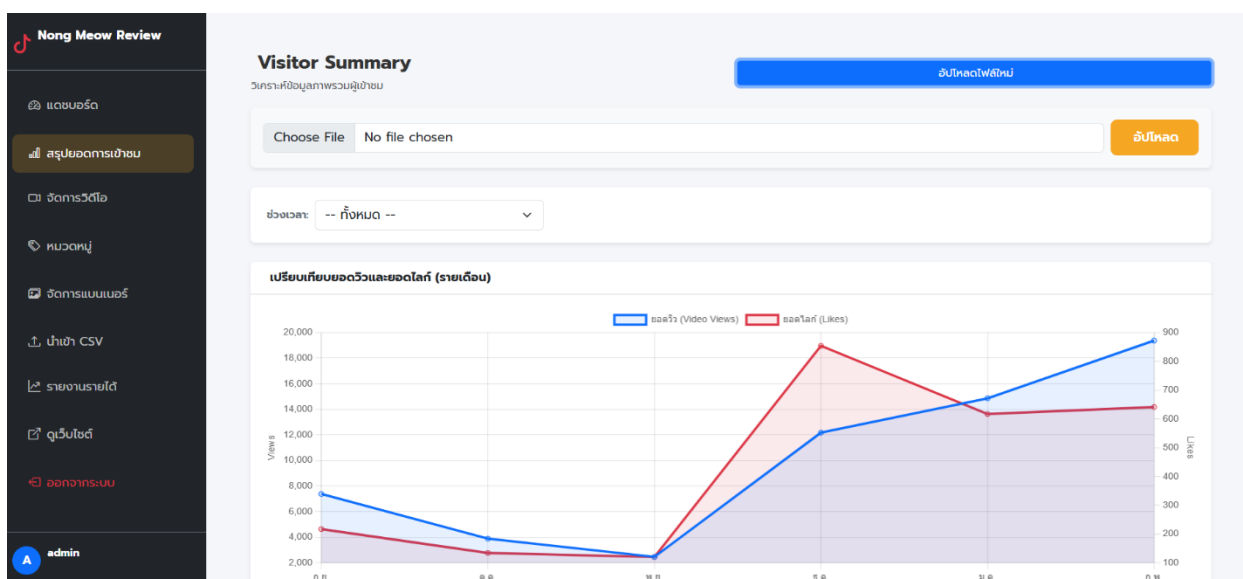 Nong Meow Review
แดชบอร์ด
สรุปยอดการเข้าชม
จัดการวิดีโอ
หมวดหมู่
จัดการแบนเนอร์
นำเข้า CSV
รายงานรายได้
ดูเว็บไซต์
ออกจากระบบ
A admin
Visitor Summary
วิเคราะห์ข้อมูลภาพรวมผู้เข้าชม
อัปโหลดไฟล์ใหม่
Choose File No file chosen
อัปโหลด
ช่วงเวลา: -- ทั้งหมด --
เปรียบเทียบยอดวิวและยอดไลก์ (รายเดือน)
ยอดวิว (Video Views) ยอดไลก์ (Likes)
20,000
18,000
16,000
14,000
12,000
10,000
8,000
6,000
4,000
2,000
Views
900
800
700
600
500
400
300
200
100
Likes